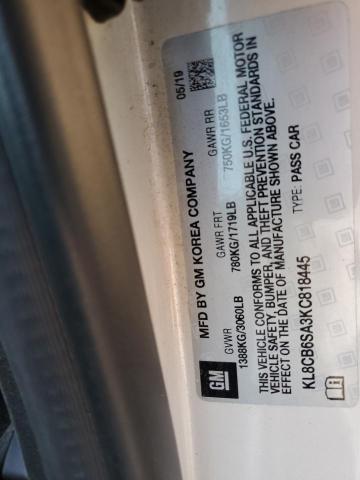 MFD BY GM KOREA COMPANY 05/19
GVWR GAWR FRT GAWR RR
1388KG/3060LB 780KG/1719LB 750KG/1653LB
THIS VEHICLE CONFORMS TO ALL APPLICABLE U.S. FEDERAL MOTOR
VEHICLE SAFETY, BUMPER, AND THEFT PREVENTION STANDARDS IN
EFFECT ON THE DATE OF MANUFACTURE SHOWN ABOVE.
KL8CB6SA3KC818445 TYPE: PASS CAR
GM